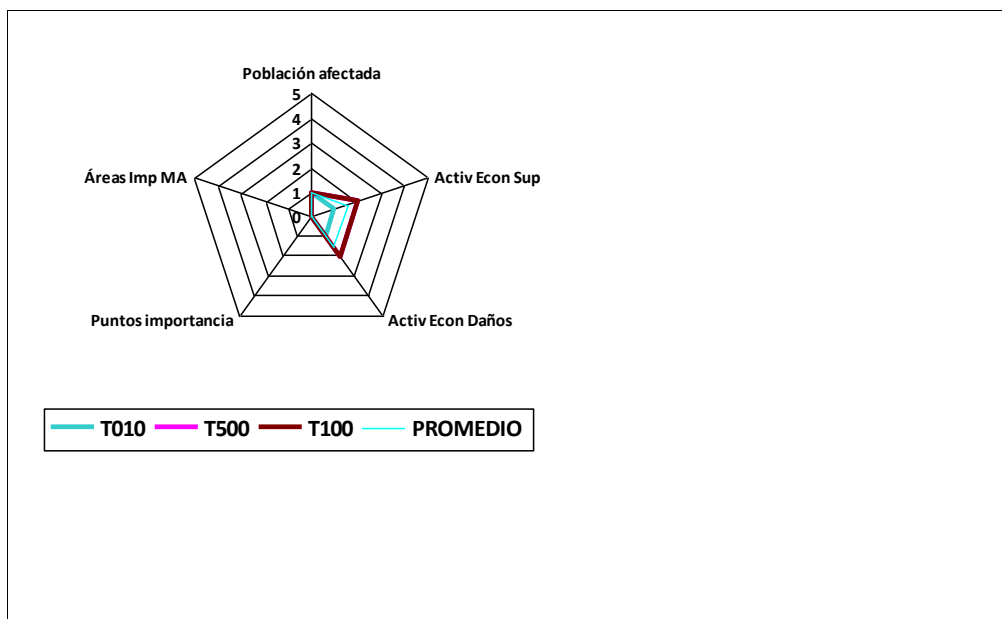 Población afectada
5
4
3
2
1
0
Áreas Imp MA
Activ Econ Sup
Puntos importancia
Activ Econ Daños
T010 T500 T100 PROMEDIO